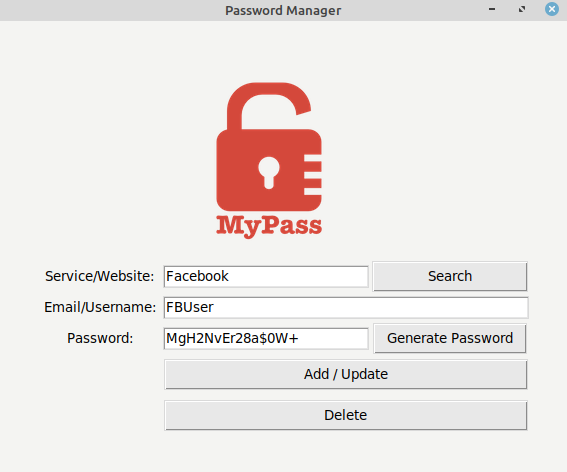 Password Manager
MyPass
Service/Website: Facebook Search
Email/Username: FBUser
Password: MgH2NvEr28a$0W+ Generate Password
Add / Update
Delete